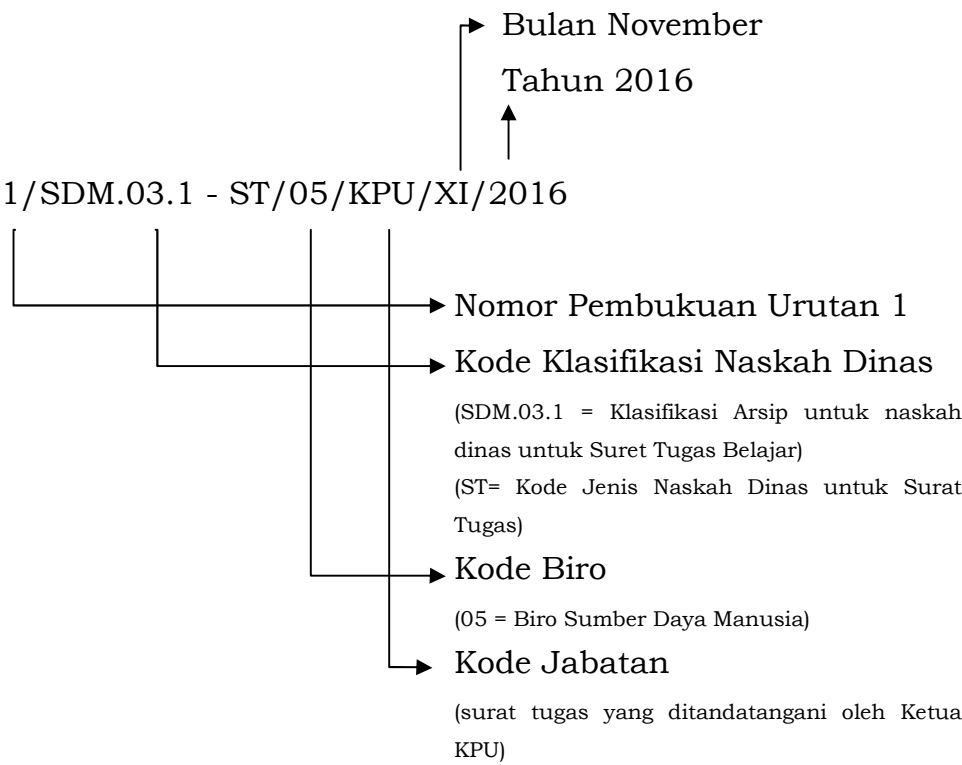 Bulan November
Tahun 2016
1/SDM.03.1 - ST/05/KPU/XI/2016
Nomor Pembukuan Urutan 1
Kode Klasifikasi Naskah Dinas
(SDM.03.1 = Klasifikasi Arsip untuk naskah
dinas untuk Suret Tugas Belajar)
(ST= Kode Jenis Naskah Dinas untuk Surat
Tugas)
Kode Biro
(05 = Biro Sumber Daya Manusia)
Kode Jabatan
(surat tugas yang ditandatangani oleh Ketua
KPU)